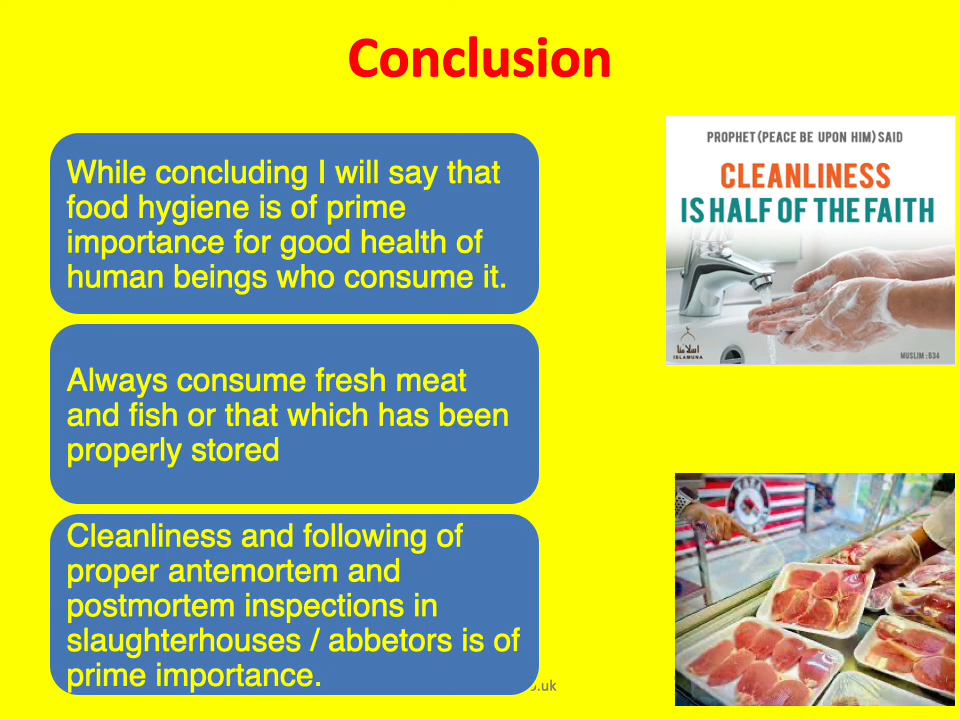 Conclusion
While concluding I will say that
food hygiene is of prime
importance for good health of
human beings who consume it.
Always consume fresh meat
and fish or that which has been
properly stored
Cleanliness and following of
proper antemortem and
postmortem inspections in
slaughterhouses / abbetors is of
prime importance.
.uk
PROPHET (PEACE BE UPON HIM) SAID
CLEANLINESS
IS HALF OF THE FAITH
ISLAMUNA
MUSLIM : 634